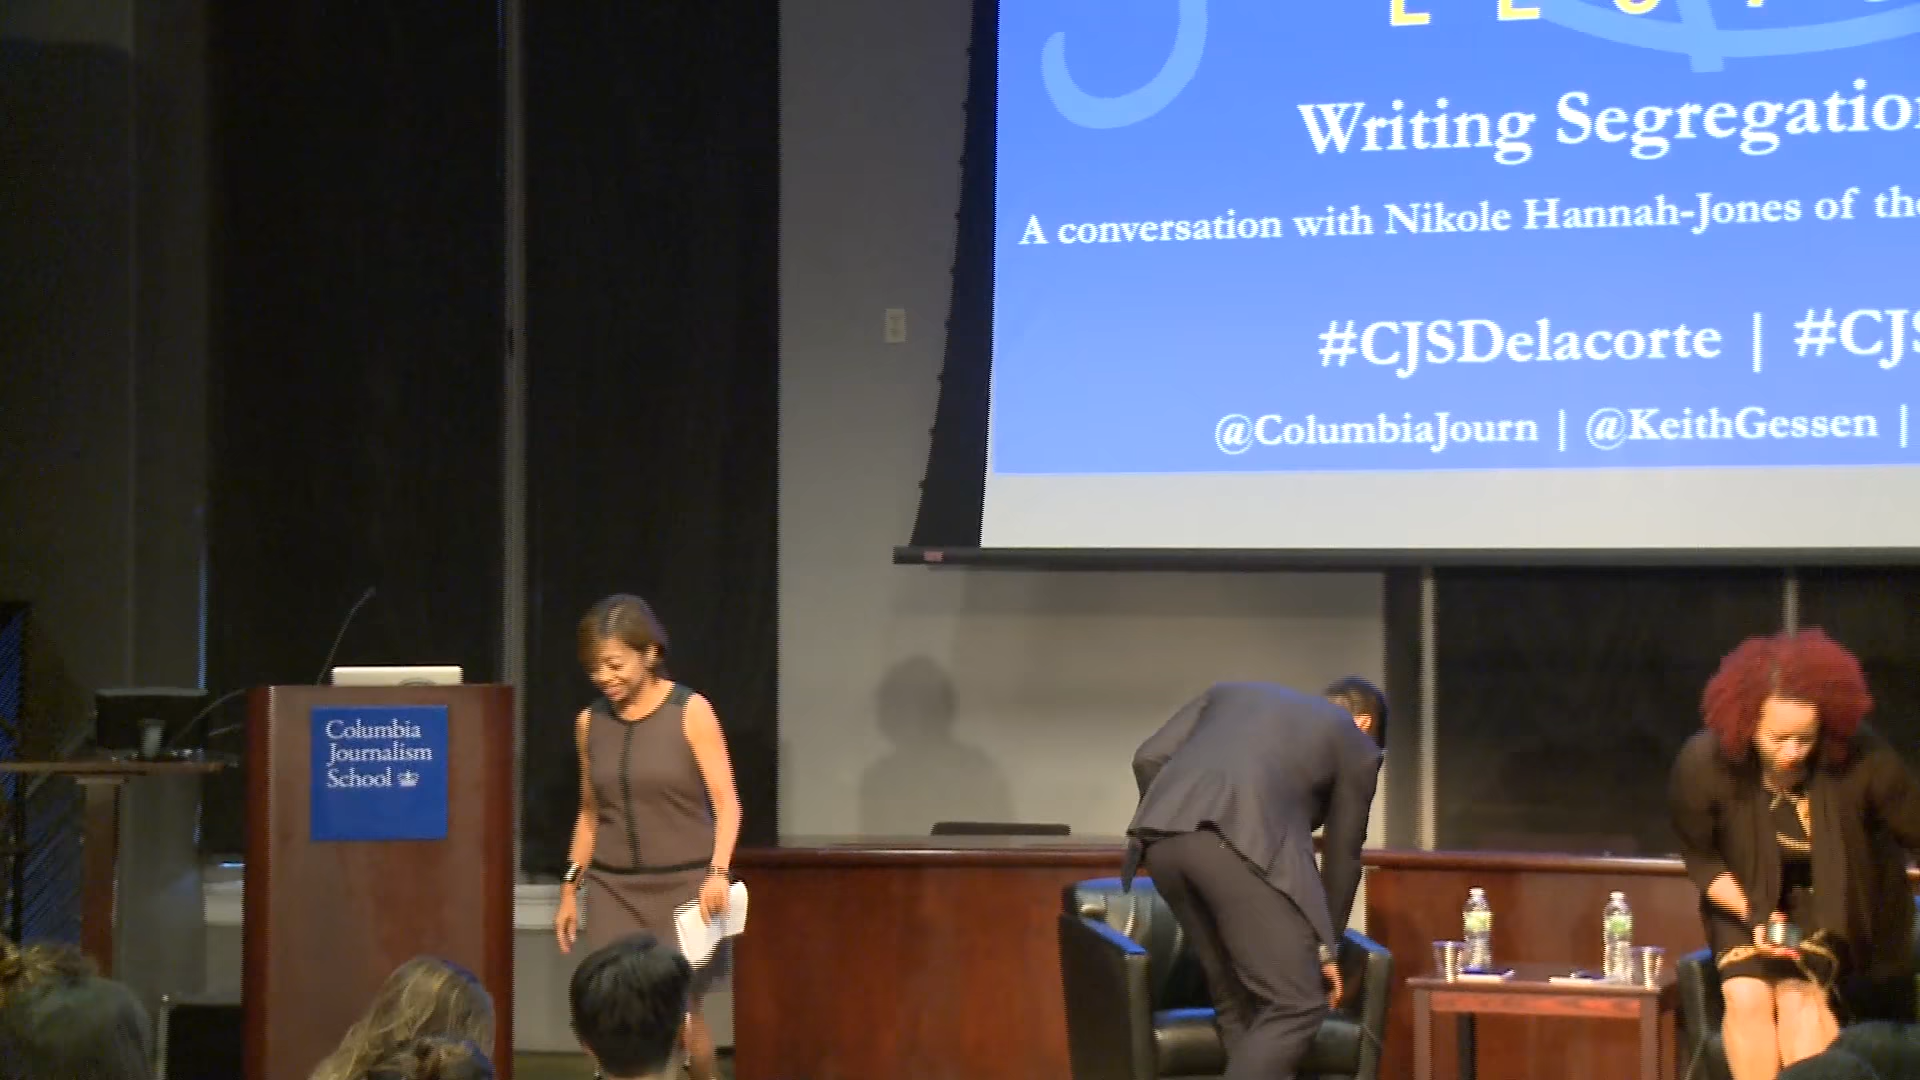 Writing Segregation
A conversation with Nikole Hannah-Jones of the
#CJSDelacorte | #CJS
@ColumbiaJourn | @KeithGessen |
Columbia
Journalism
School